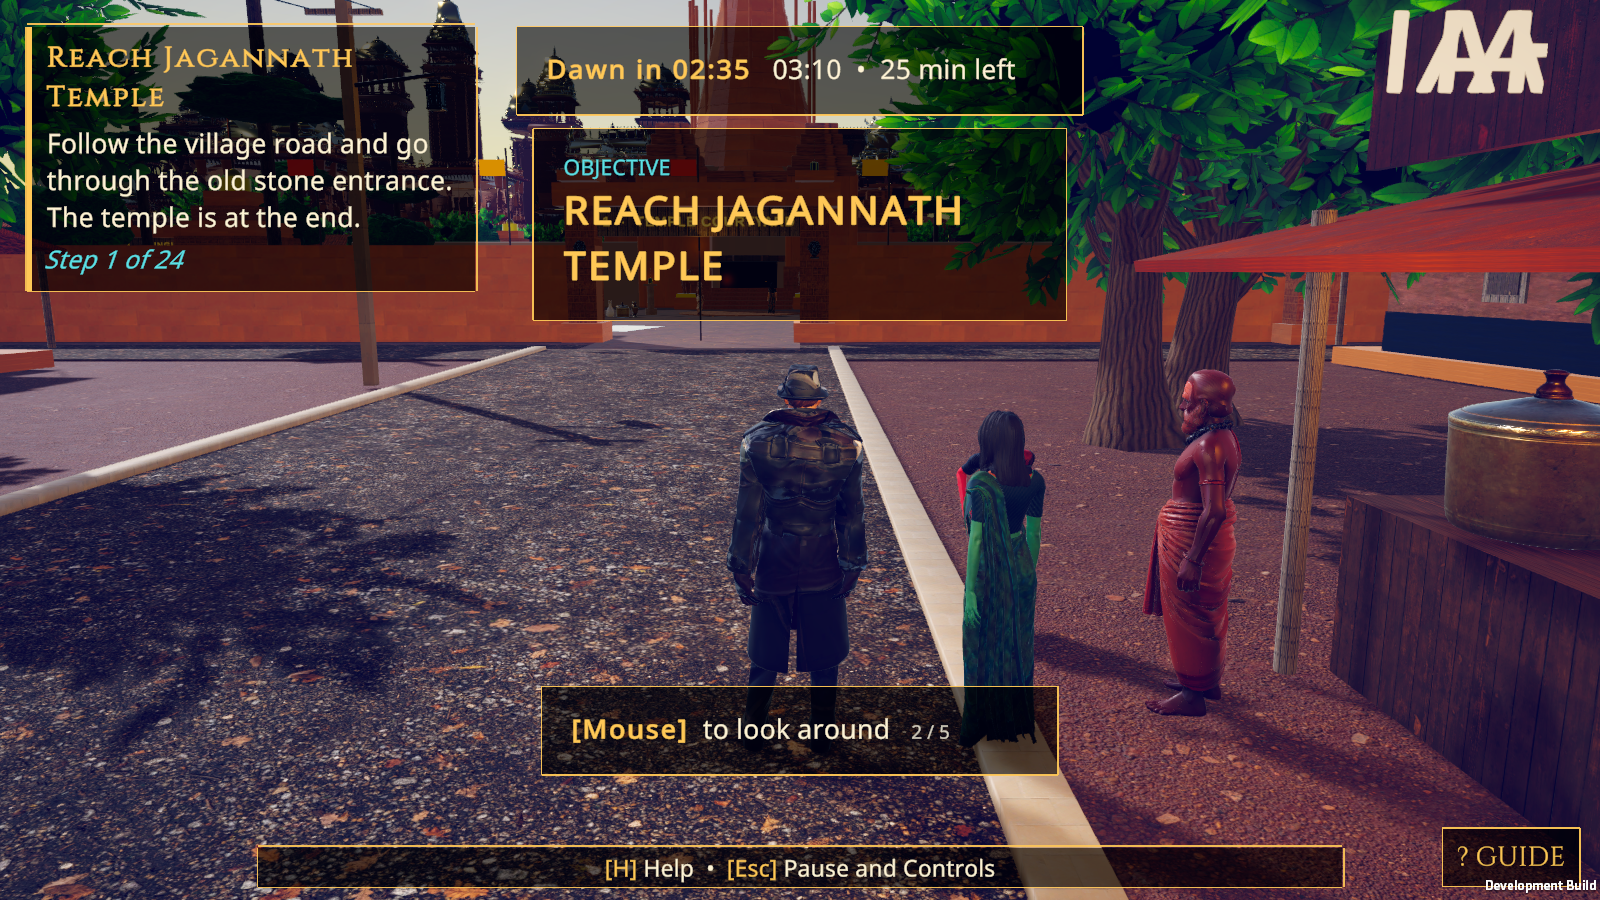 REACH JAGANNATH
TEMPLE
Follow the village road and go
through the old stone entrance.
The temple is at the end.
Step 1 of 24
Dawn in 02:35 03:10 • 25 min left
OBJECTIVE
REACH JAGANNATH
TEMPLE
[Mouse] to look around 2 / 5
[H] Help • [Esc] Pause and Controls
? GUIDE
Development Build